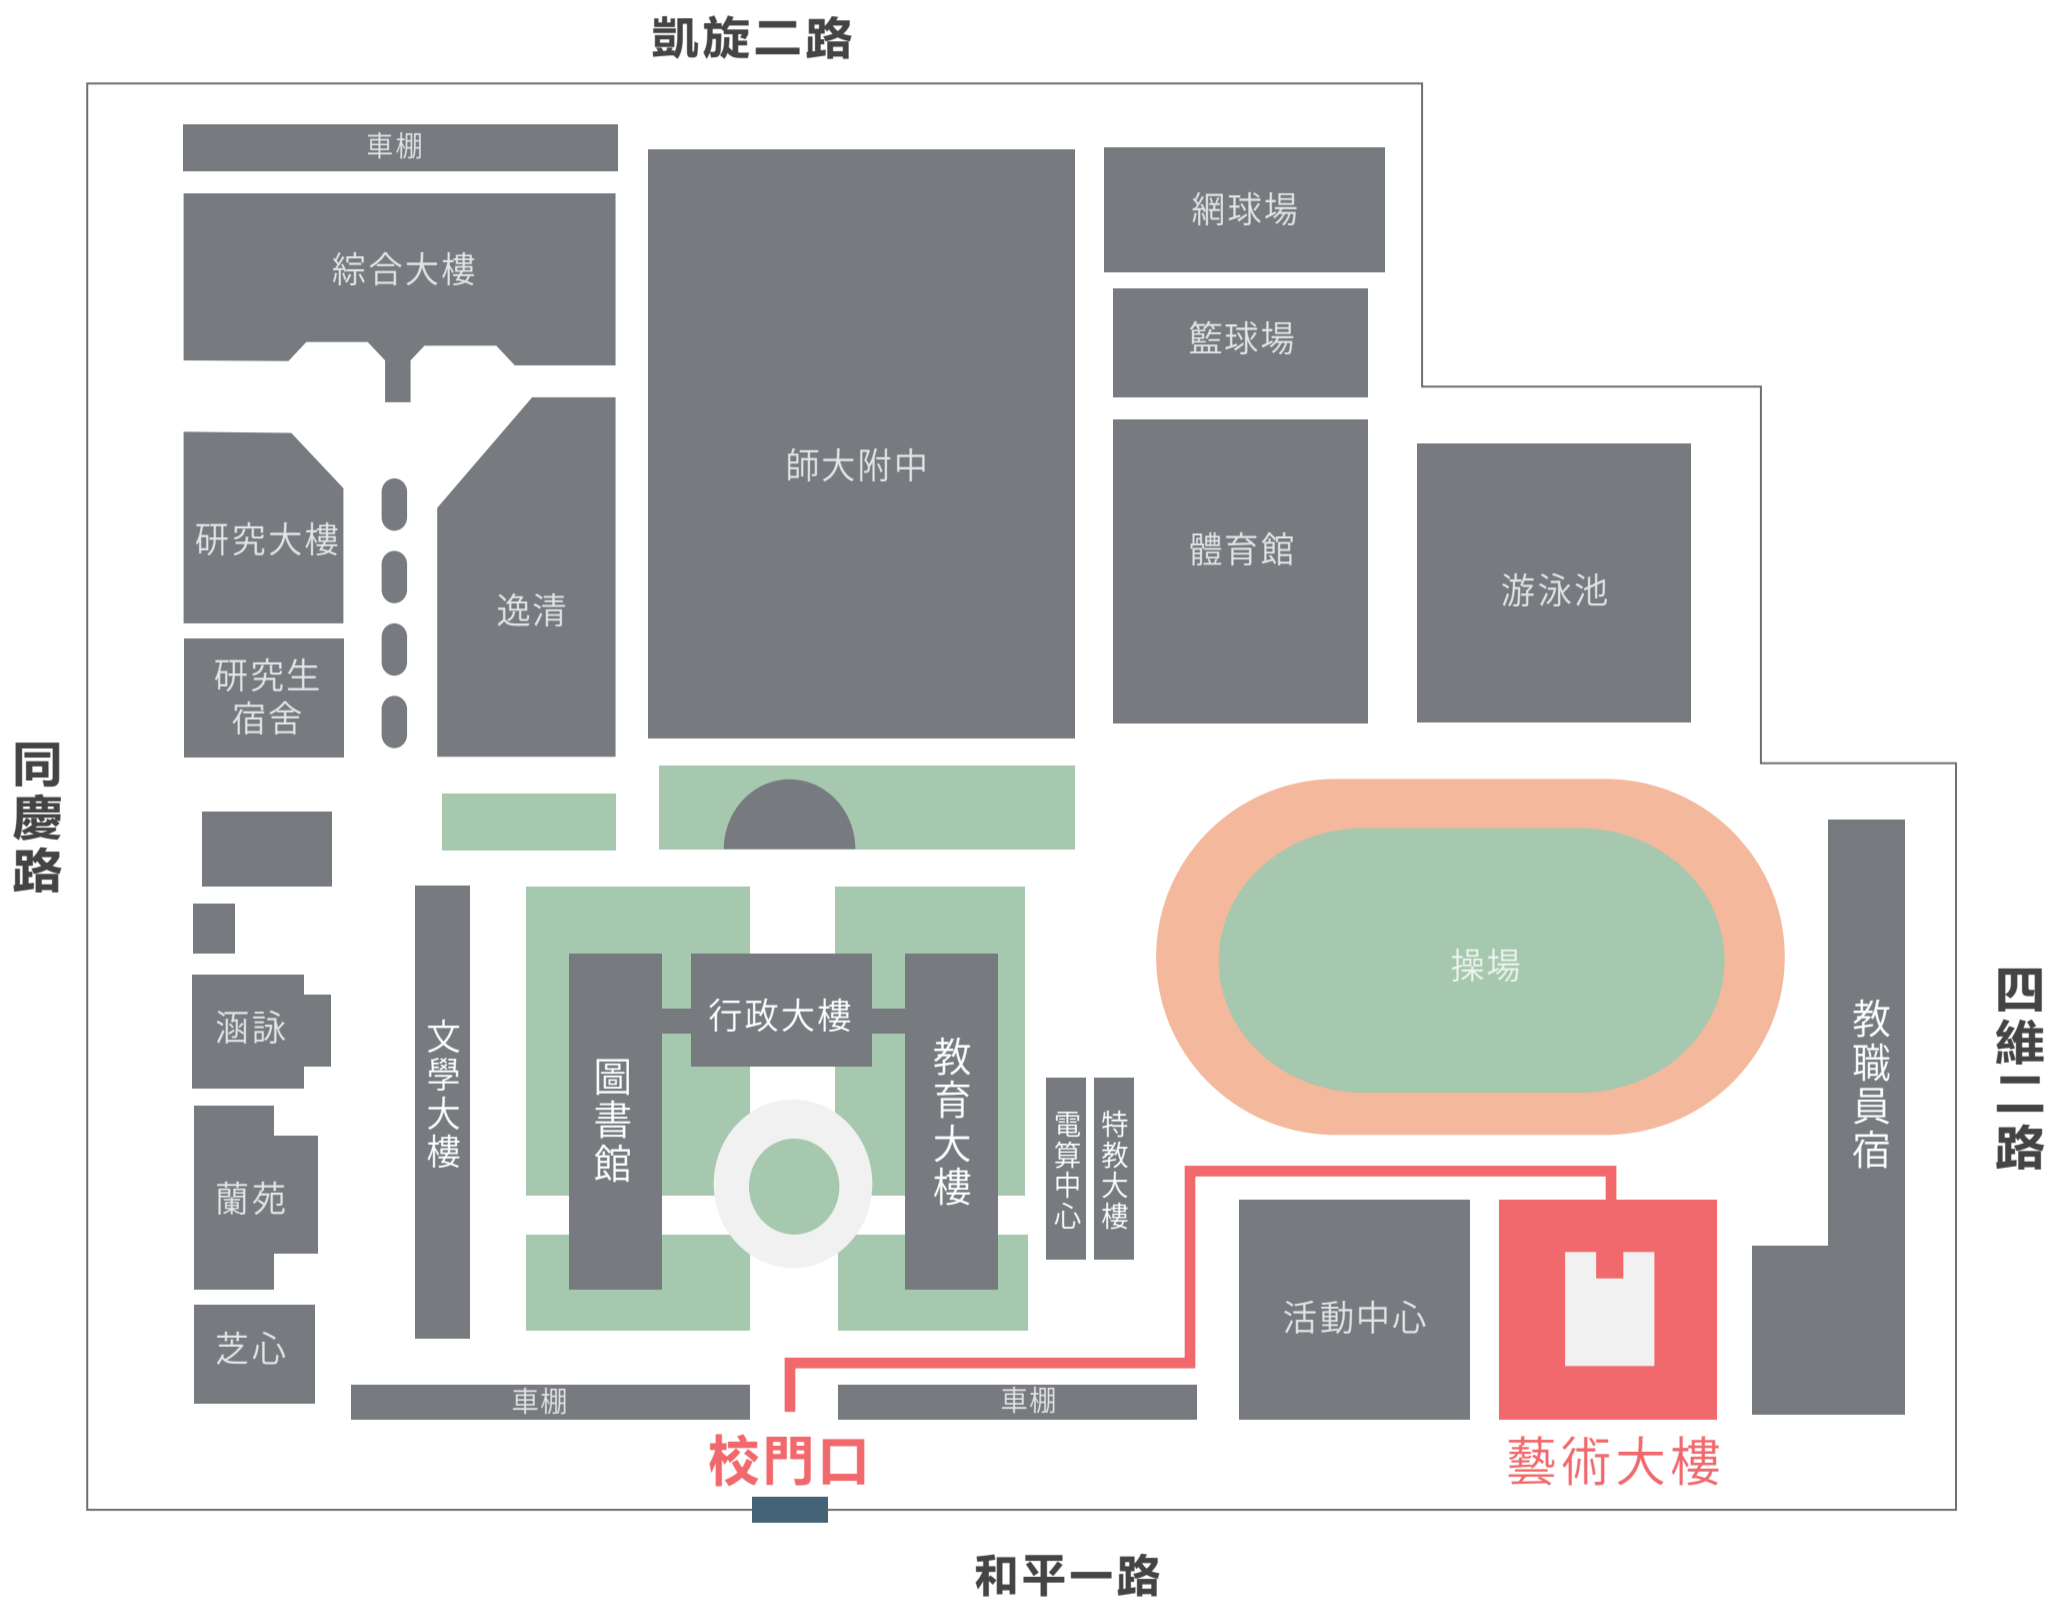 凱旋二路
車棚
綜合大樓
師大附中
網球場
籃球場
體育館
游泳池
研究大樓
逸清
研究生
宿舍
同慶路
涵詠
蘭苑
芝心
文學大樓
圖書館
行政大樓
教育大樓
電算中心
特教大樓
操場
教職員宿
四維二路
活動中心
車棚
車棚
校門口
藝術大樓
和平一路